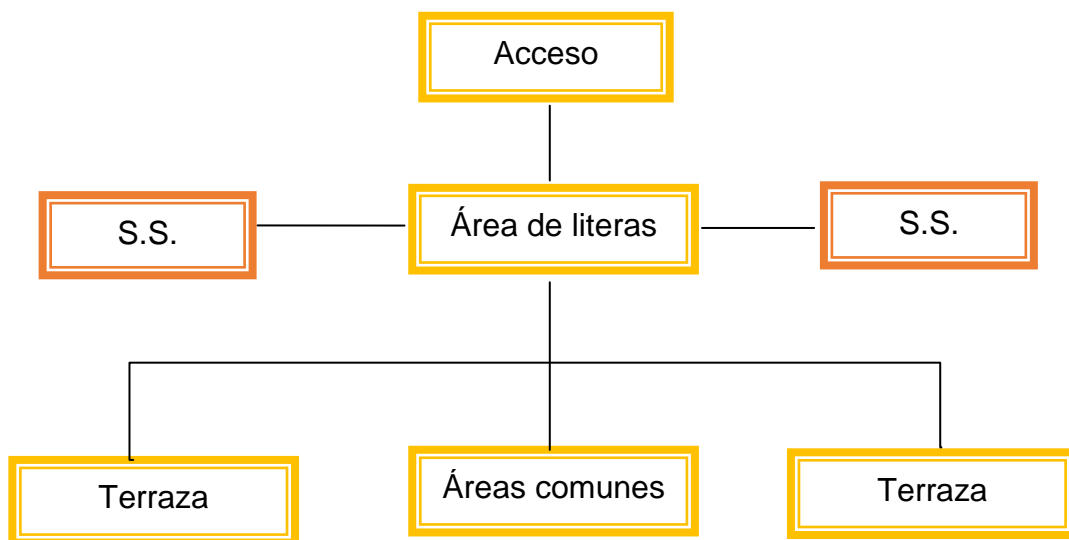 Acceso
S.S.
Área de literas
S.S.
Terraza
Áreas comunes
Terraza